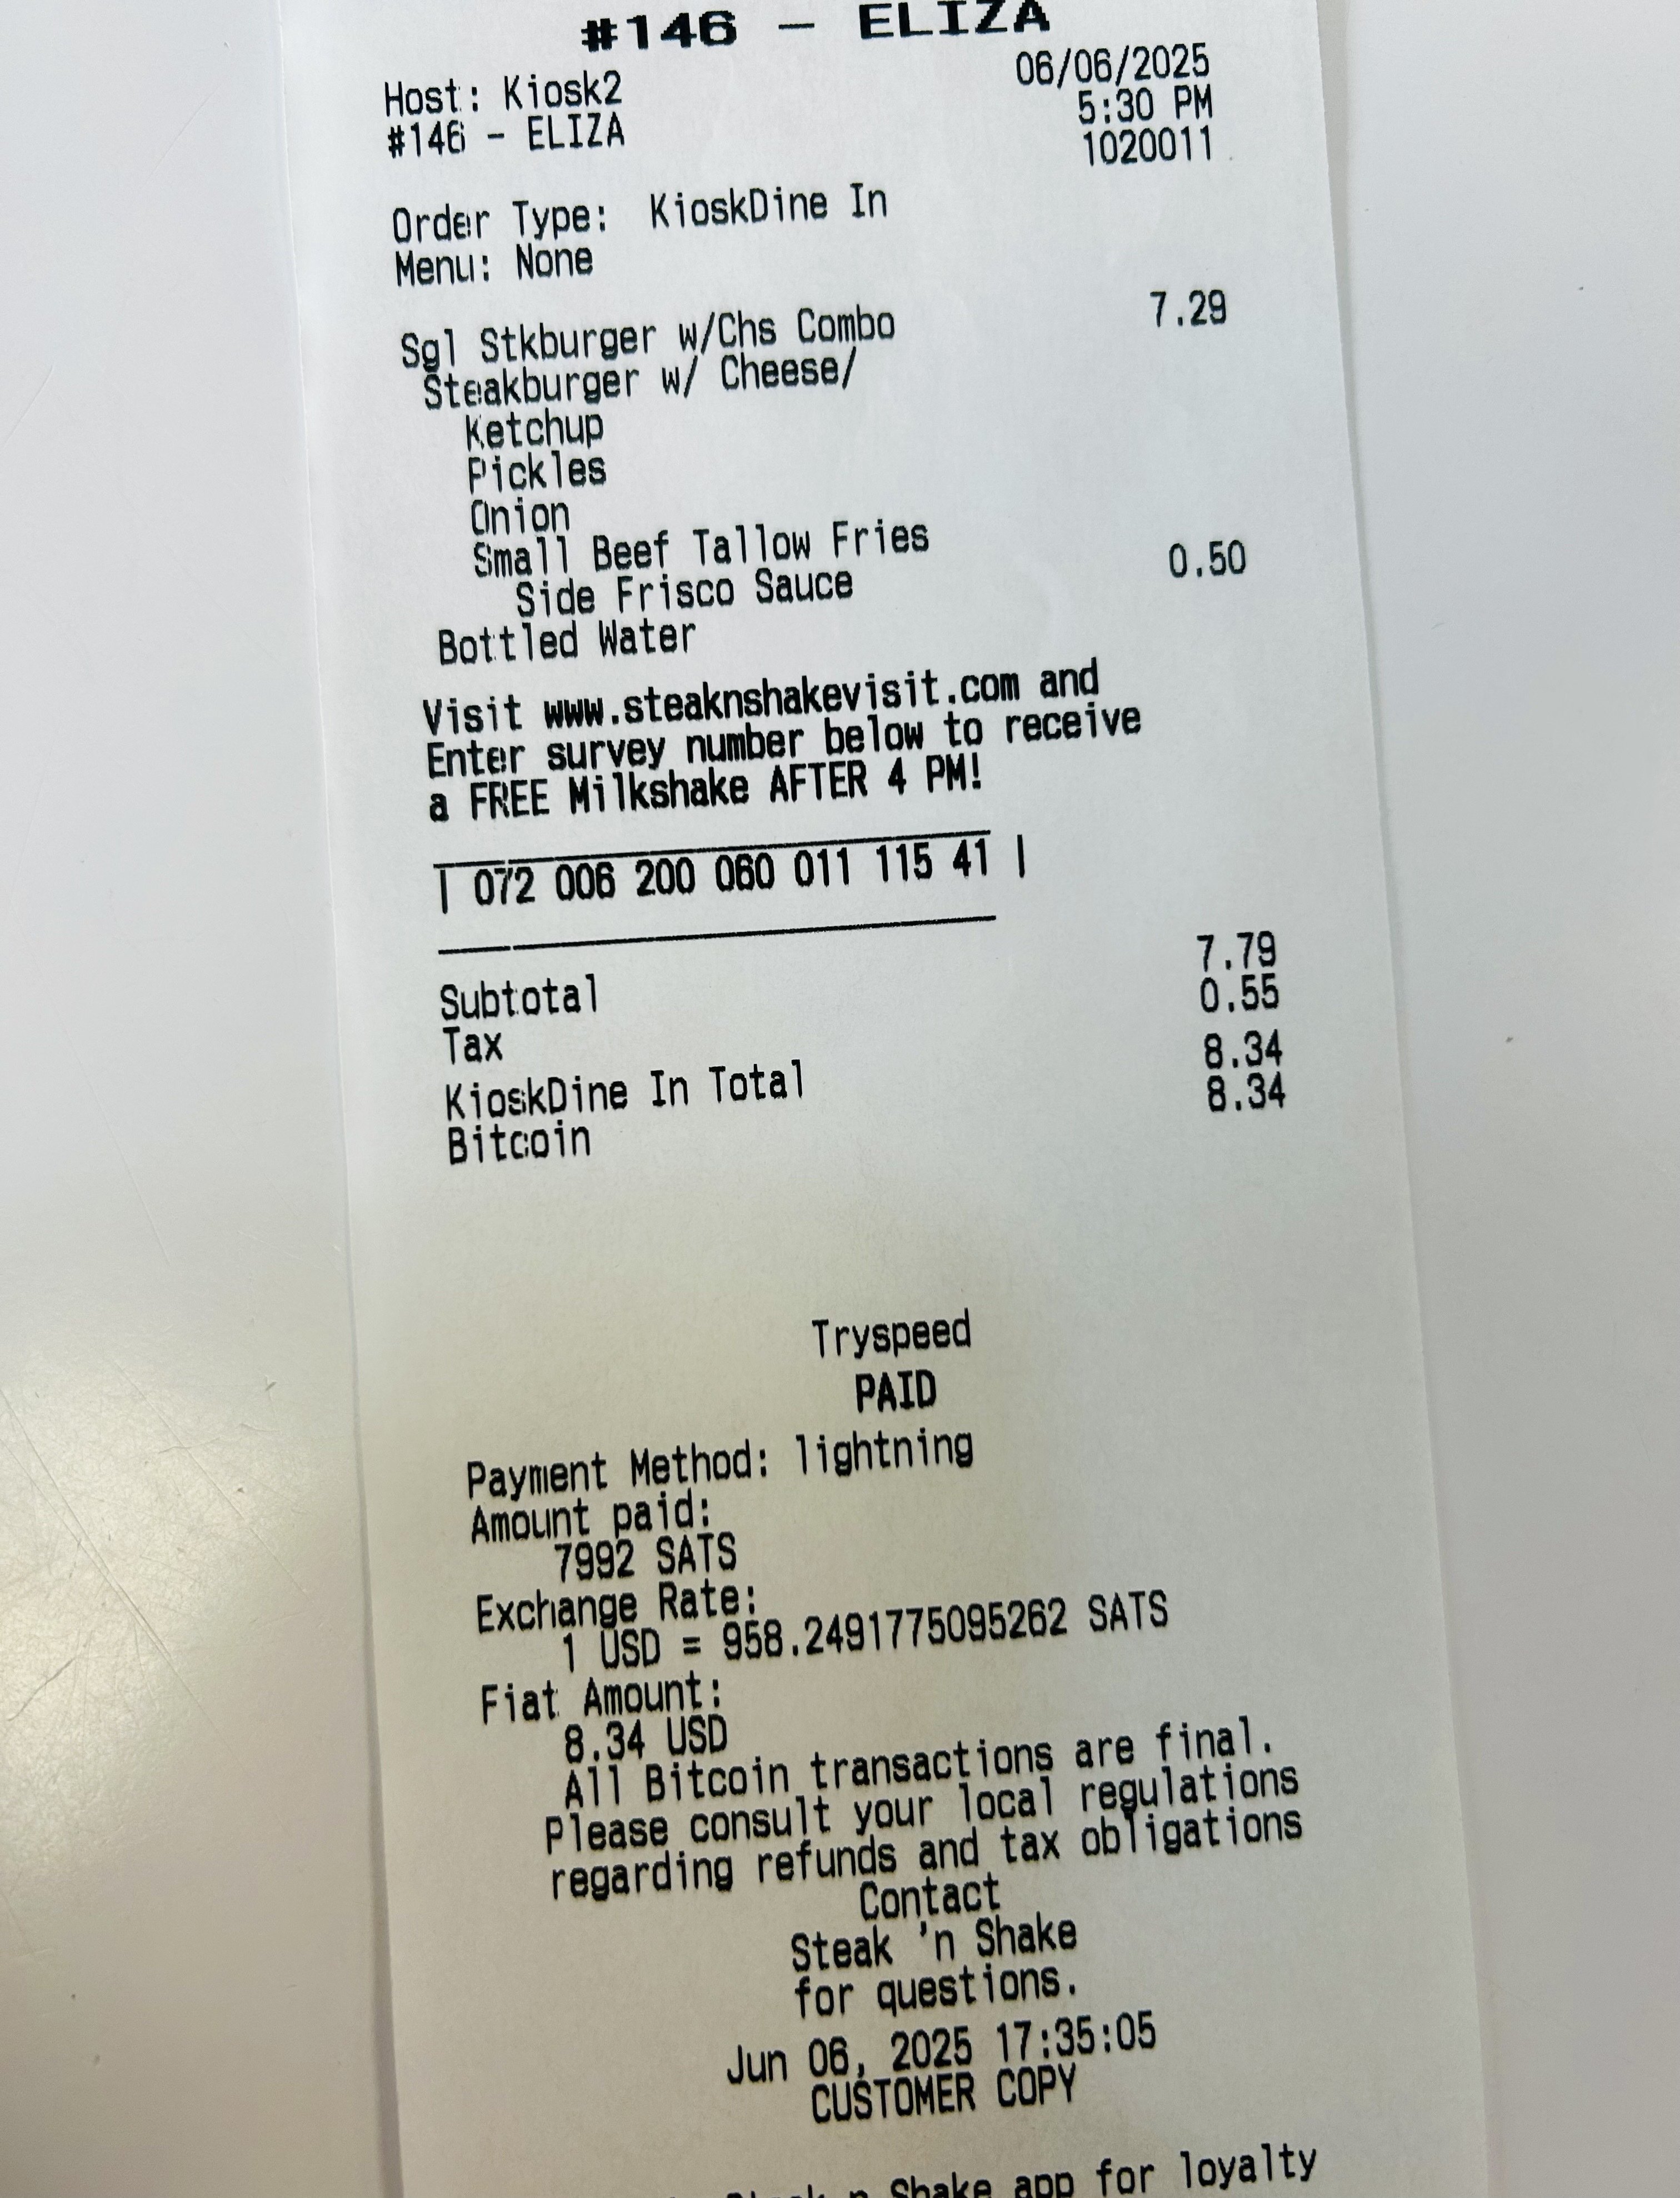 #146 - ELIZA
Host: Kiosk2 06/06/2025
#146 - ELIZA 5:30 PM
1020011
Order Type: KioskDine In
Menu: None
Sgl Stkburger w/Chs Combo 7.29
Steakburger w/ Cheese/
Ketchup
Pickles
Onion
Small Beef Tallow Fries
Side Frisco Sauce 0.50
Bottled Water
Visit www.steaknshakevisit.com and
Enter survey number below to receive
a FREE Milkshake AFTER 4 PM!
| 072 006 200 060 011 115 41 |
Subtotal 7.79
Tax 0.55
KioskDine In Total 8.34
Bitcoin 8.34
Tryspeed
PAID
Payment Method: lightning
Amount paid:
7992 SATS
Exchange Rate:
1 USD = 958.2491775095262 SATS
Fiat Amount:
8.34 USD
All Bitcoin transactions are final.
Please consult your local regulations
regarding refunds and tax obligations
Contact
Steak 'n Shake
for questions.
Jun 06, 2025 17:35:05
CUSTOMER COPY
n Shake app for loyalty